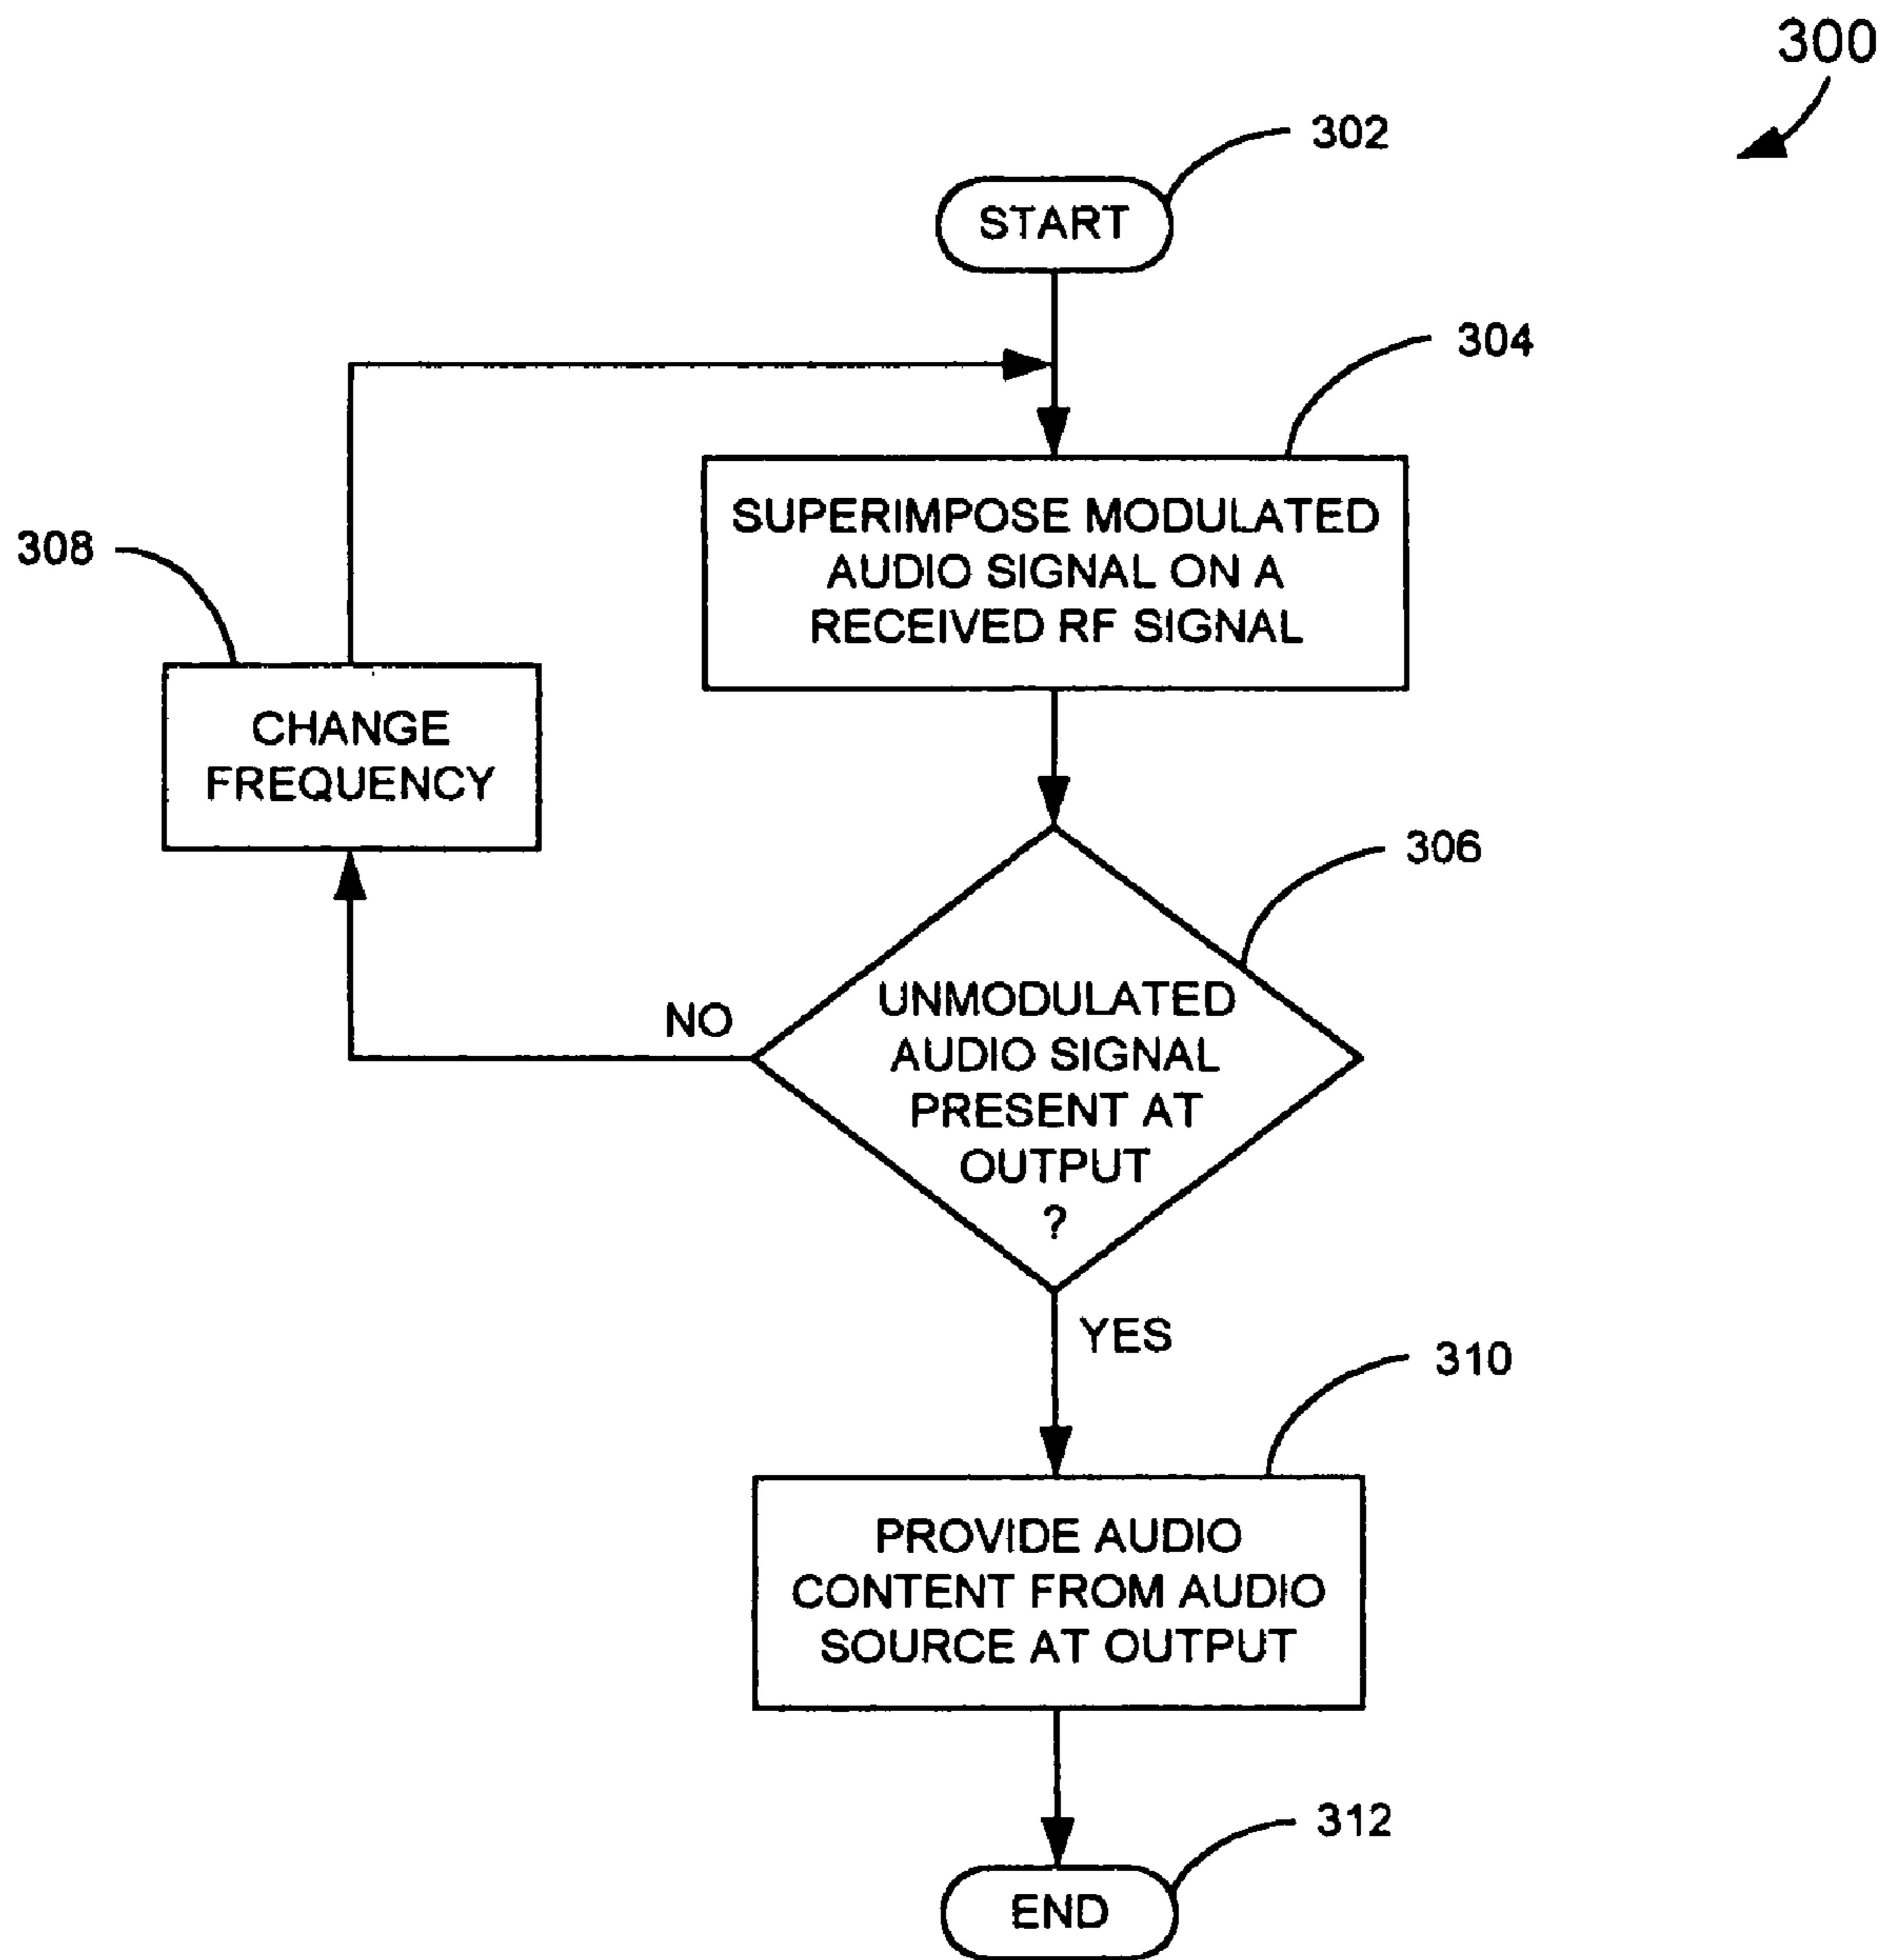 300
302
START
304
SUPERIMPOSE MODULATED
AUDIO SIGNAL ON A
RECEIVED RF SIGNAL
308
CHANGE
FREQUENCY
306
UNMODULATED
AUDIO SIGNAL
PRESENT AT
OUTPUT
?
NO
YES
310
PROVIDE AUDIO
CONTENT FROM AUDIO
SOURCE AT OUTPUT
312
END